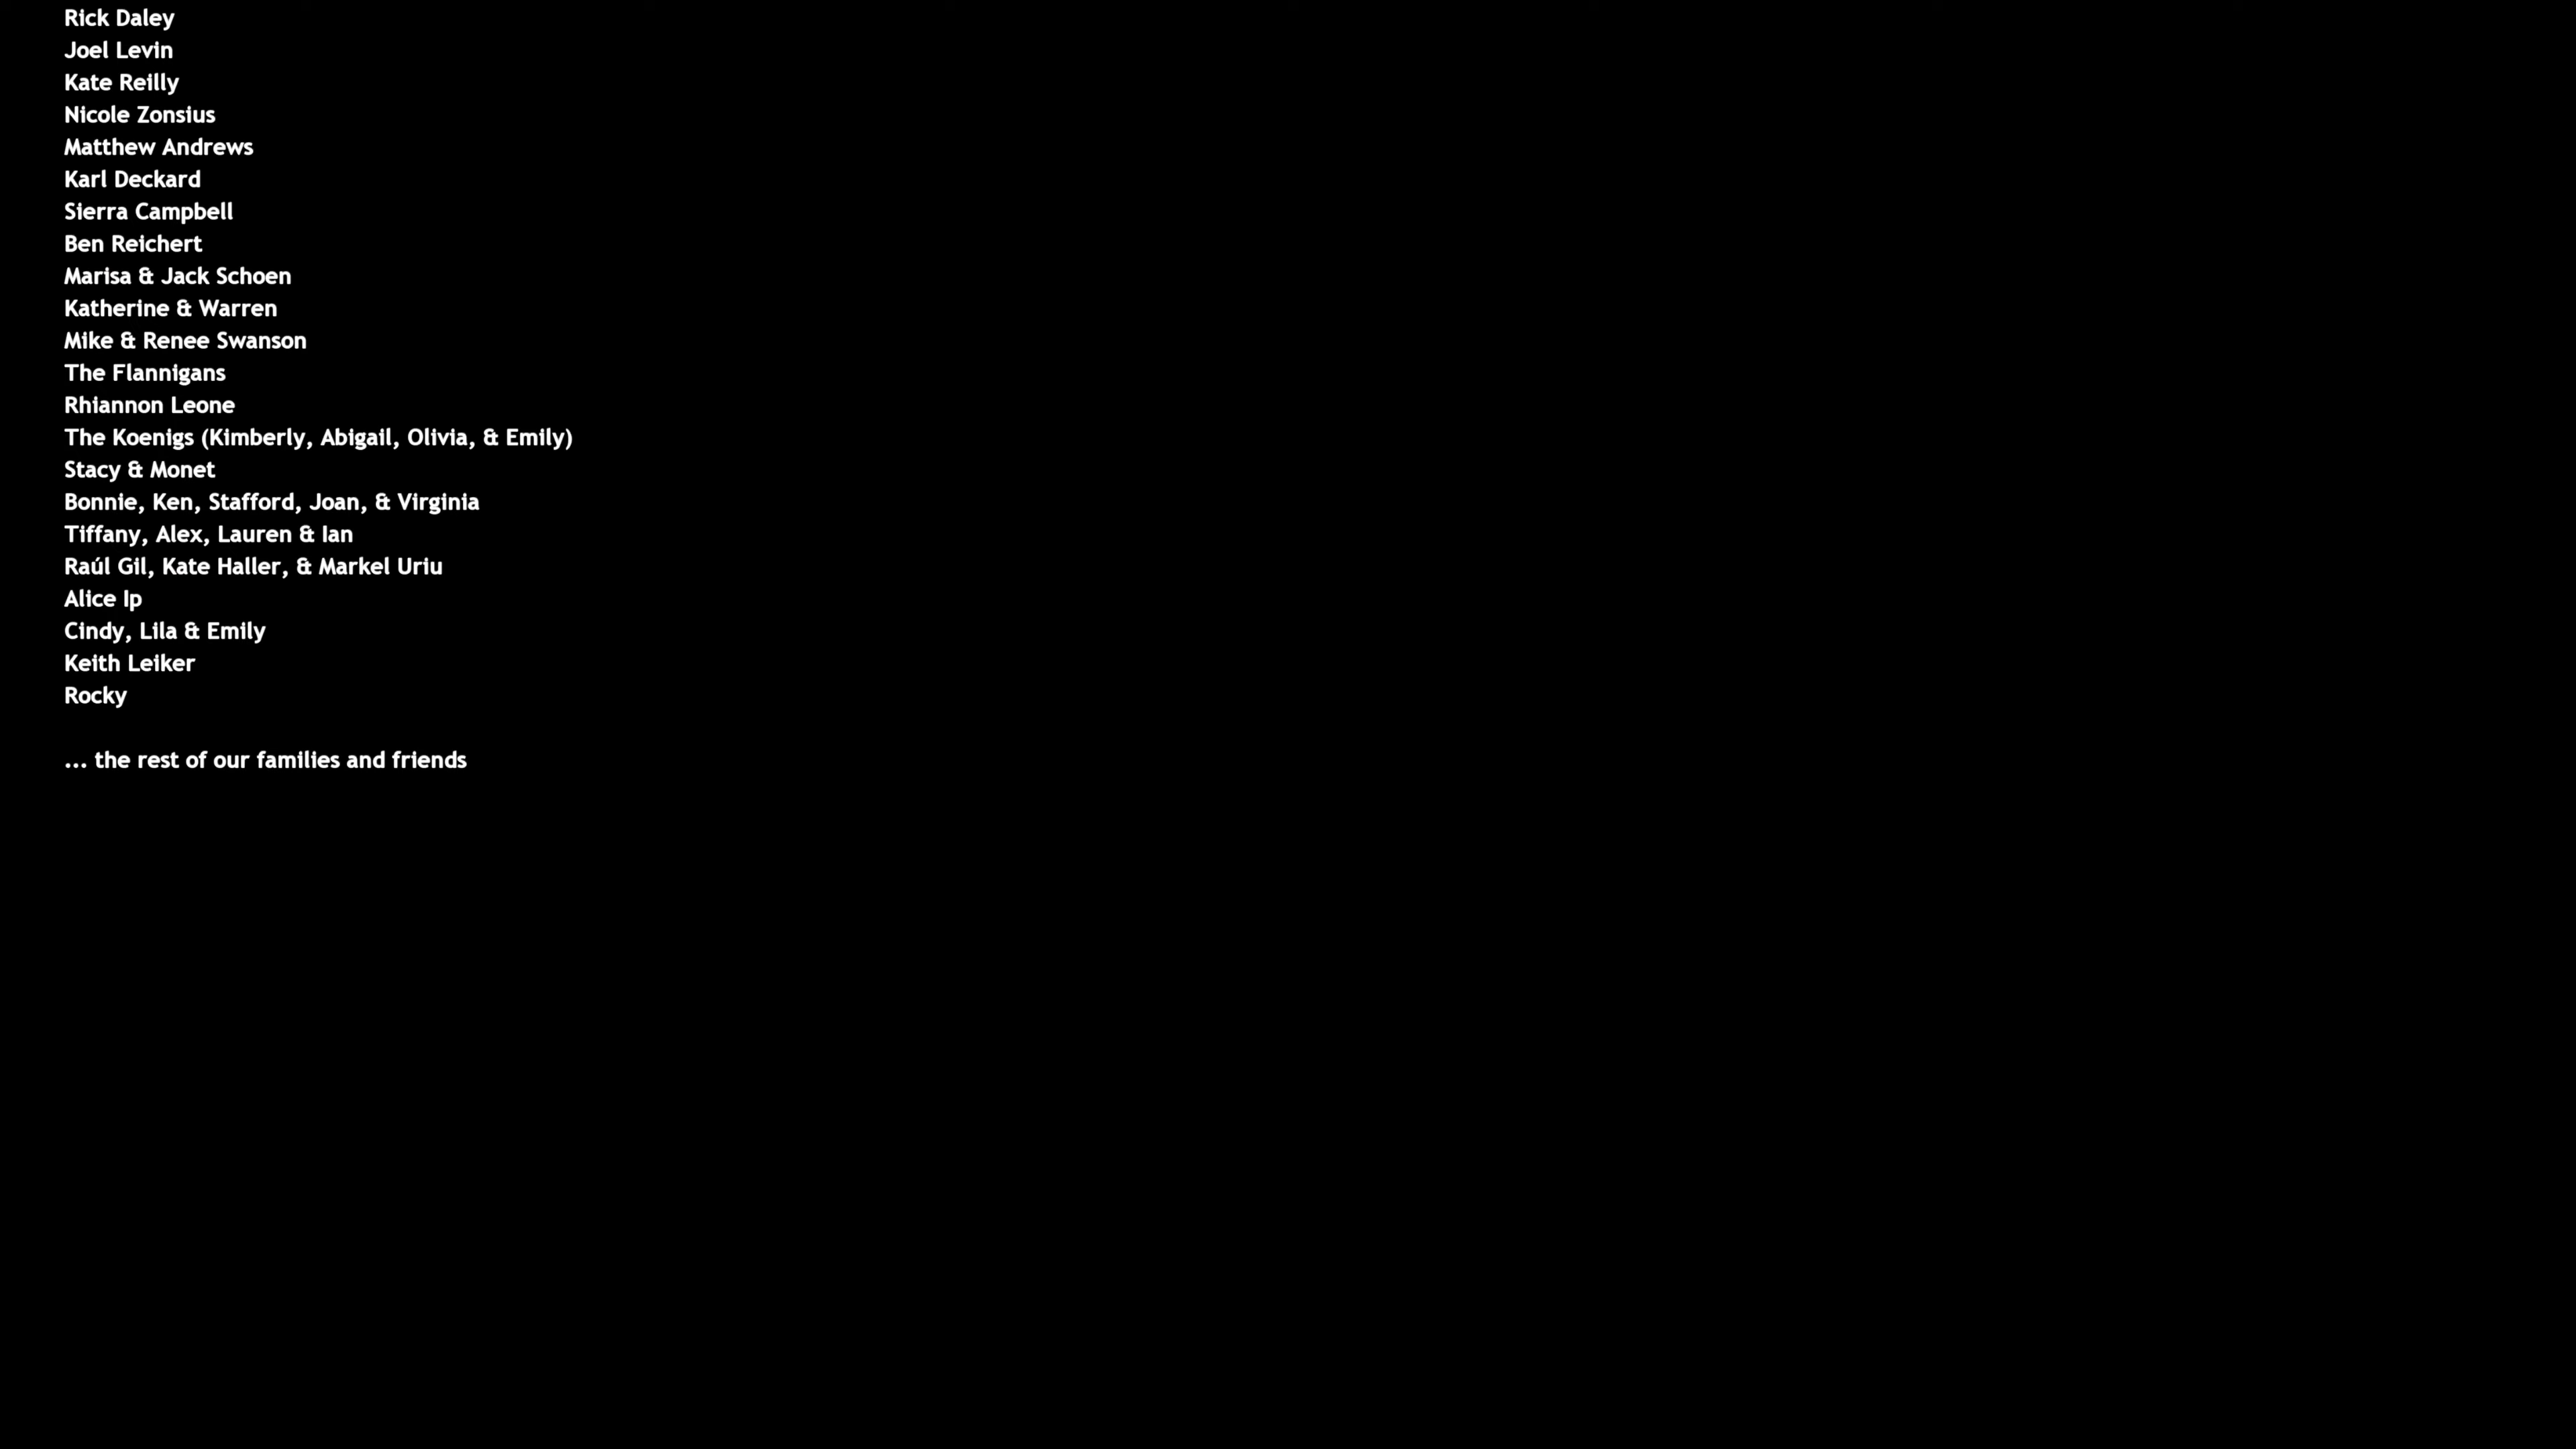 Rick Daley
Joel Levin
Kate Reilly
Nicole Zonsius
Matthew Andrews
Karl Deckard
Sierra Campbell
Ben Reichert
Marisa & Jack Schoen
Katherine & Warren
Mike & Renee Swanson
The Flannigans
Rhiannon Leone
The Koenigs (Kimberly, Abigail, Olivia, & Emily)
Stacy & Monet
Bonnie, Ken, Stafford, Joan, & Virginia
Tiffany, Alex, Lauren & Ian
Raúl Gil, Kate Haller, & Markel Uriu
Alice Ip
Cindy, Lila & Emily
Keith Leiker
Rocky
... the rest of our families and friends